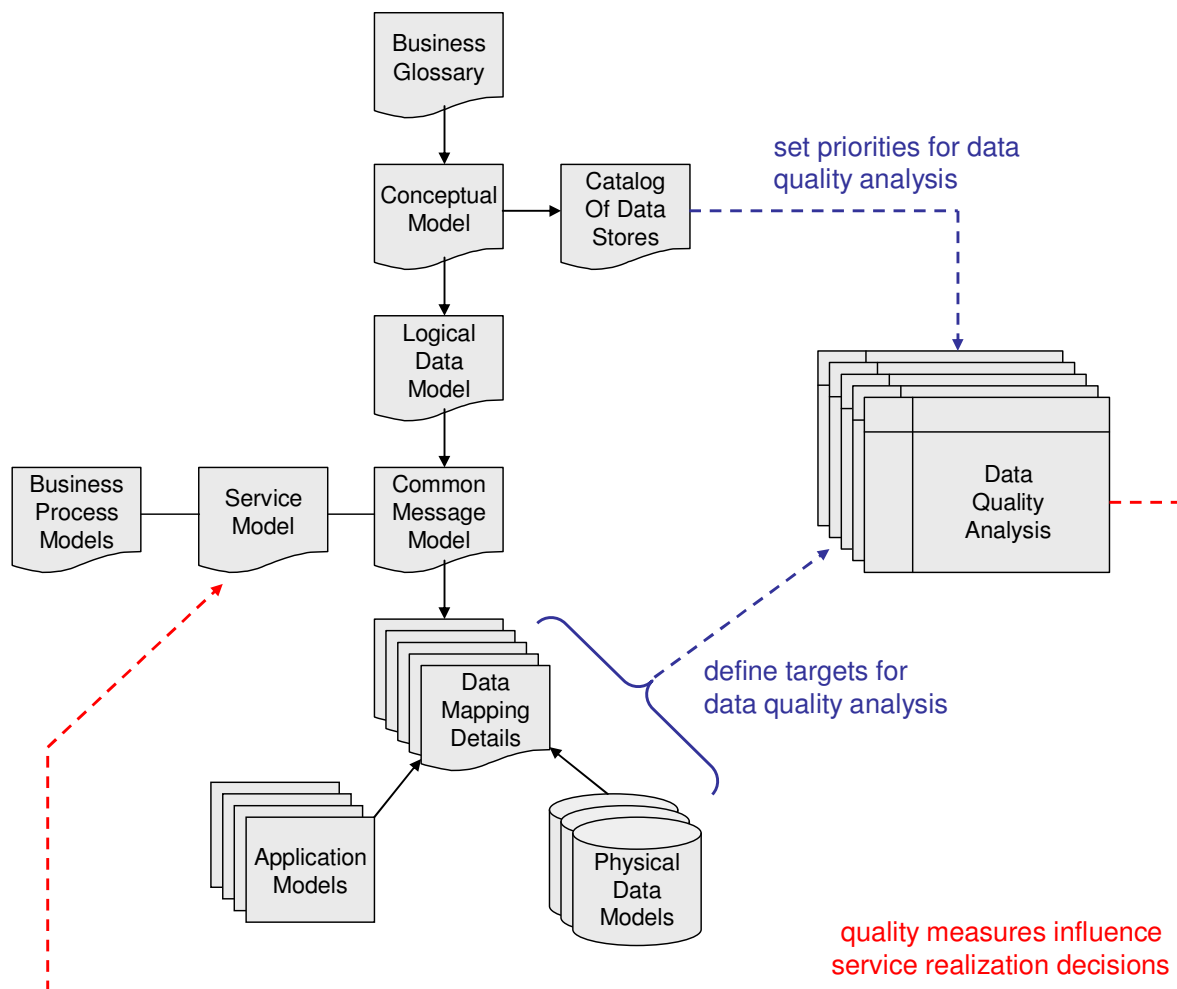 Business
Glossary
set priorities for data
quality analysis
Conceptual
Model
Catalog
Of Data
Stores
Logical
Data
Model
Business
Process
Models
Service
Model
Common
Message
Model
Data
Quality
Analysis
define targets for
data quality analysis
Data
Mapping
Details
Application
Models
Physical
Data
Models
quality measures influence
service realization decisions